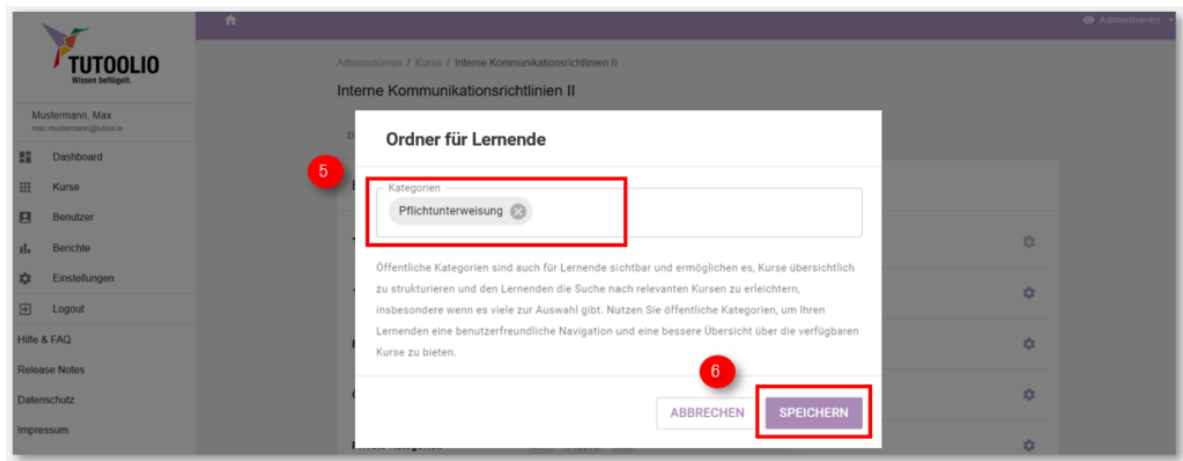 Administrieren
TUTOOLIO
Wissen beflügelt.
Administrieren / Kurse / Interne Kommunikationsrichtlinien II
Interne Kommunikationsrichtlinien II
Mustermann, Max
max.mustermann@tutool.io
Dashboard
Kurse
Benutzer
Berichte
Einstellungen
Logout
Hilfe & FAQ
Release Notes
Datenschutz
Impressum
Ordner für Lernende
5
Kategorien
Pflichtunterweisung
Öffentliche Kategorien sind auch für Lernende sichtbar und ermöglichen es, Kurse übersichtlich
zu strukturieren und den Lernenden die Suche nach relevanten Kursen zu erleichtern,
insbesondere wenn es viele zur Auswahl gibt. Nutzen Sie öffentliche Kategorien, um Ihren
Lernenden eine benutzerfreundliche Navigation und eine bessere Übersicht über die verfügbaren
Kurse zu bieten.
6
ABBRECHEN
SPEICHERN